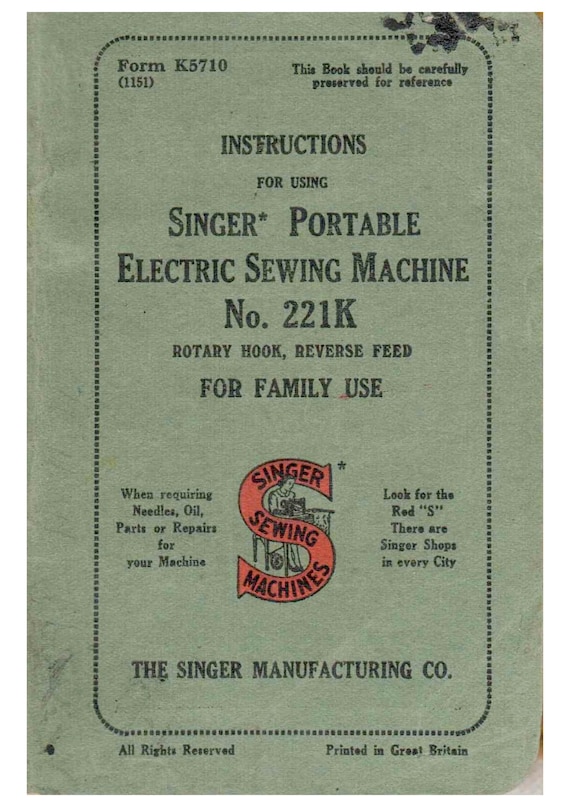 Form K5710
(1151)
This Book should be carefully
preserved for reference
INSTRUCTIONS
FOR USING
SINGER* PORTABLE
ELECTRIC SEWING MACHINE
No. 221K
ROTARY HOOK, REVERSE FEED
FOR FAMILY USE
When requiring
Needles, Oil,
Parts or Repairs
for
your Machine
SINGER
SEWING
MACHINES
*
Look for the
Red "S"
There are
Singer Shops
in every City
THE SINGER MANUFACTURING CO.
All Rights Reserved
Printed in Great Britain